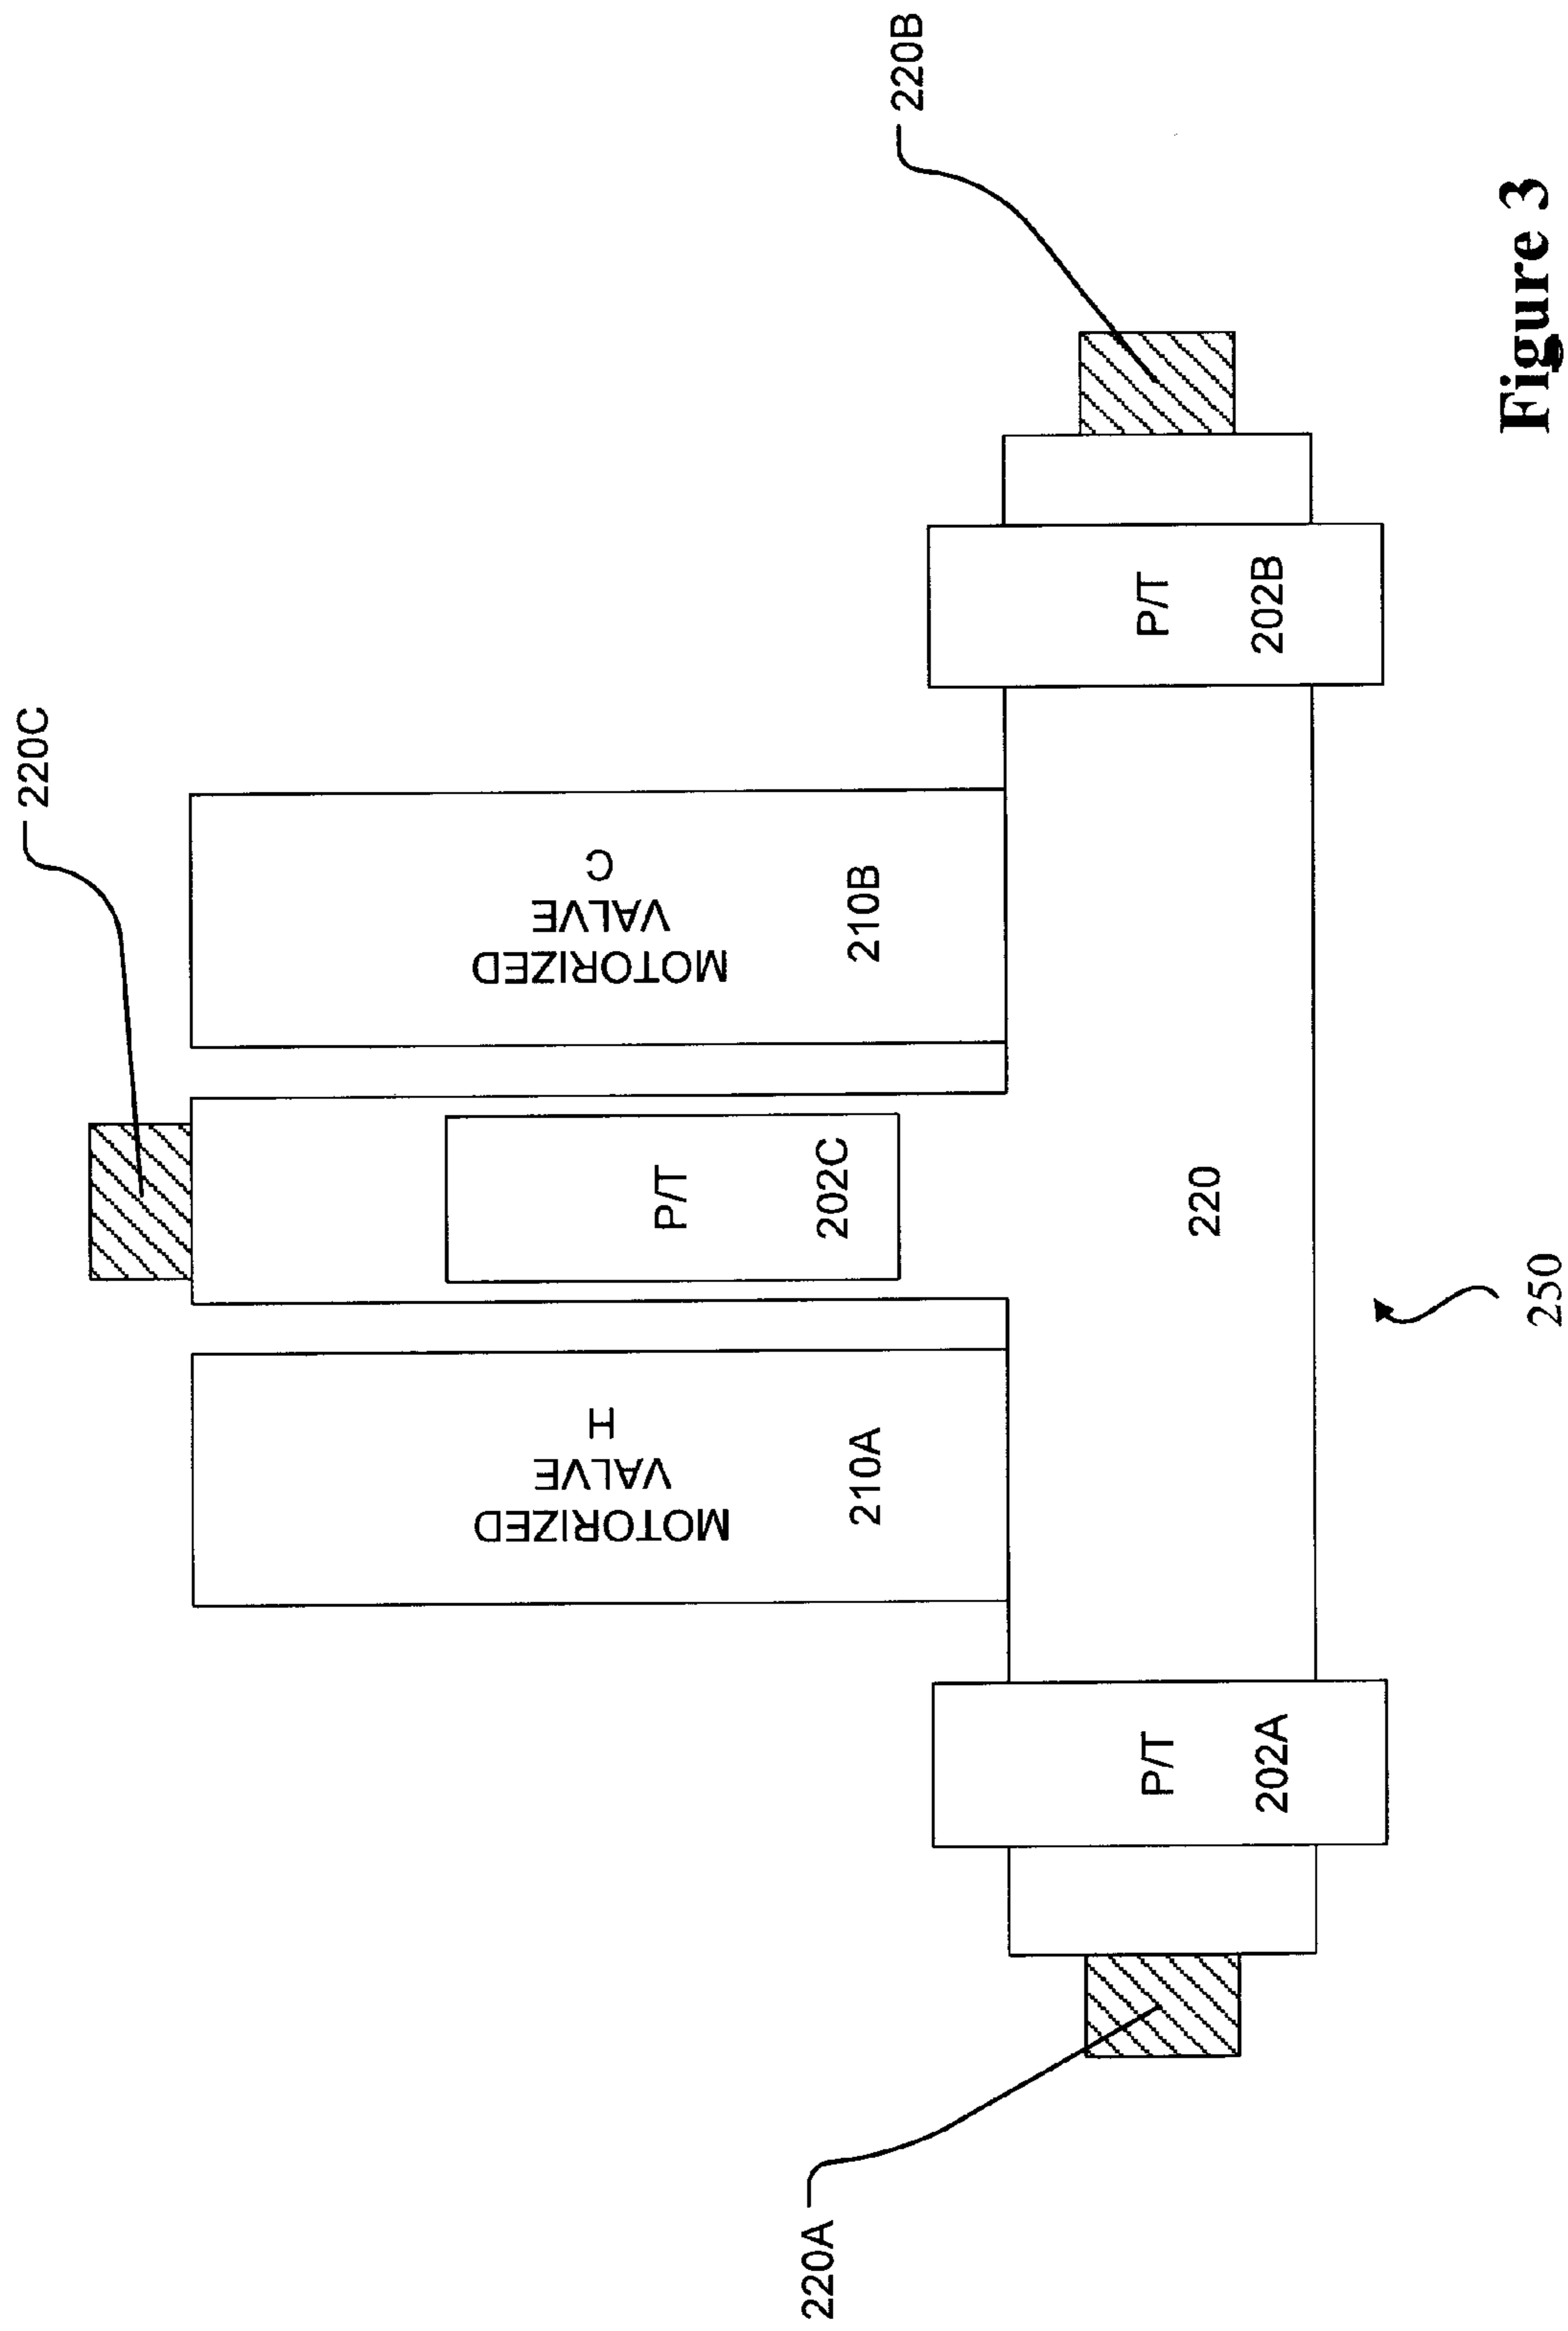 220C
MOTORIZED
VALVE
H
210A
P/T
202C
MOTORIZED
VALVE
C
210B
220A
220B
P/T
202A
220
P/T
202B
250
Figure 3